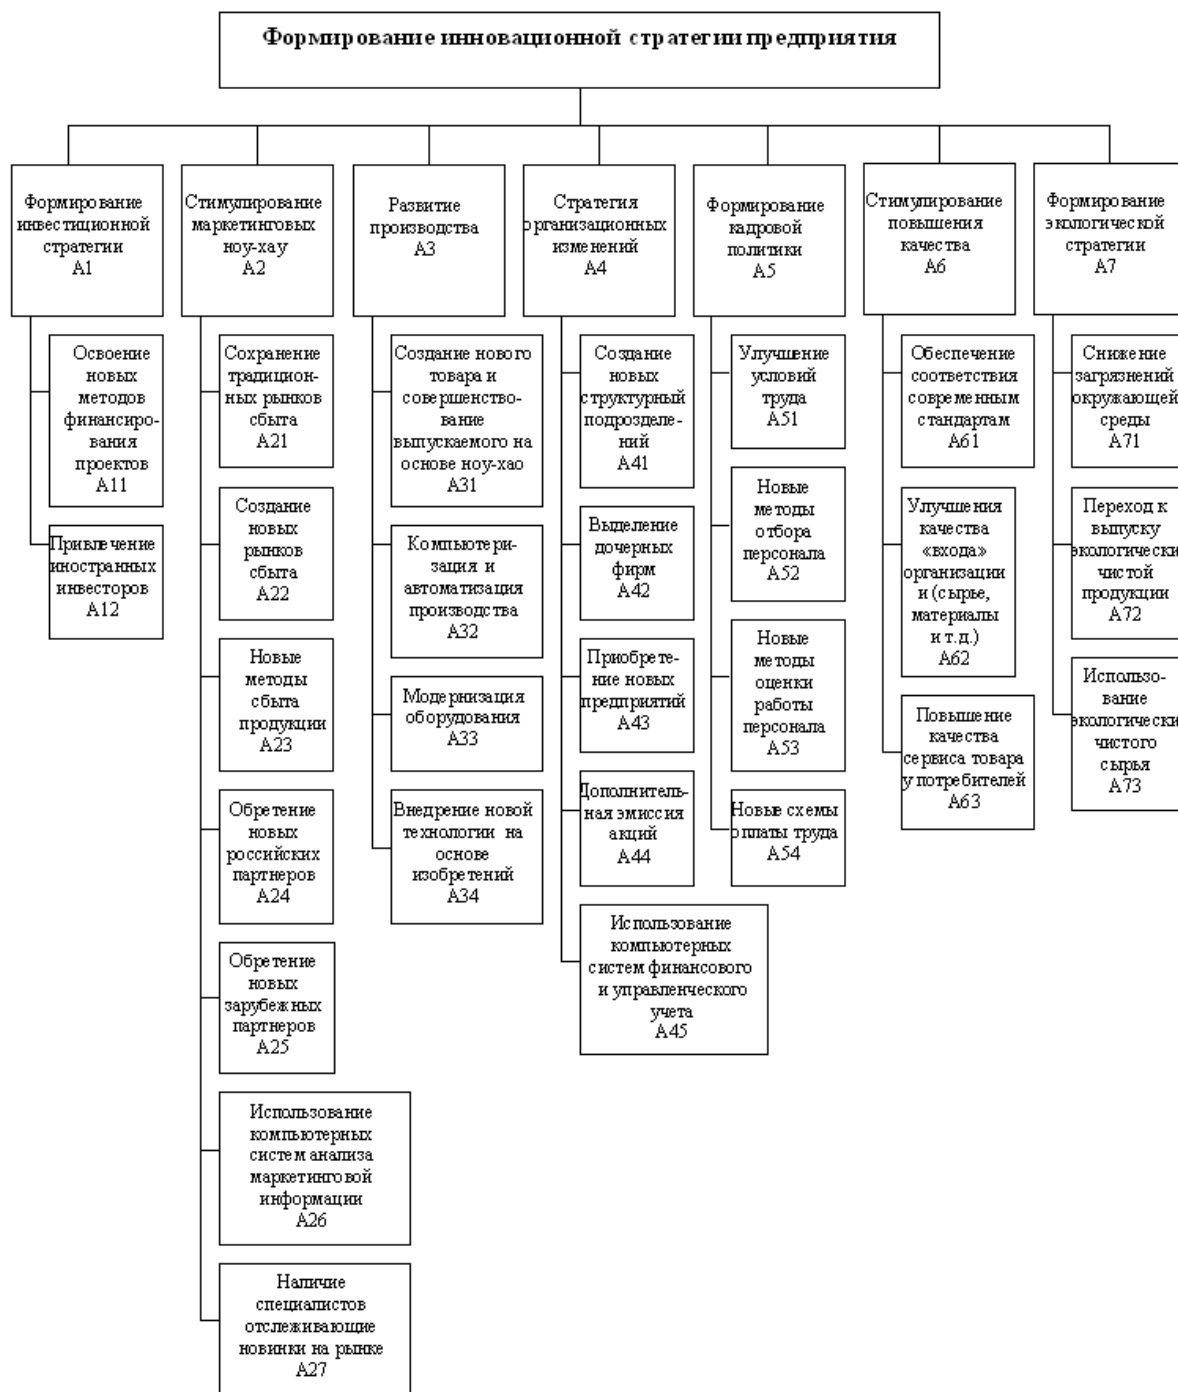 Формирование инновационной стратегии предприятия
Формирование
инвестиционной
стратегии
А1
Стимулирование
маркетинговых
ноу-хау
А2
Развитие
производства
А3
Стратегия
организационных
изменений
А4
Формирование
кадровой
политики
А5
Стимулирование
повышения
качества
А6
Формирование
экологической
стратегии
А7
Освоение
новых
методов
финансиро-
вания
проектов
А11
Привлечение
иностранных
инвесторов
А12
Сохранение
традицион-
ных рынков
сбыта
А21
Создание
новых
рынков
сбыта
А22
Новые
методы
сбыта
продукции
А23
Обретение
новых
российских
партнеров
А24
Обретение
новых
зарубежных
партнеров
А25
Использование
компьютерных
систем анализа
маркетинговой
информации
А26
Наличие
специалистов
отслеживающие
новинки на рынке
А27
Создание нового
товара и
совершенство-
вание
выпускаемого на
основе ноу-хао
А31
Компьютери-
зация и
автоматизация
производства
А32
Модернизация
оборудования
А33
Внедрение новой
технологии на
основе
изобретений
А34
Создание
новых
структурный
подрозделе-
ний
А41
Выделение
дочерных
фирм
А42
Приобрете-
ние новых
предприятий
А43
Дополнитель-
ная эмиссия
акций
А44
Использование
компьютерных
систем финансового
и управленческого
учета
А45
Улучшение
условий
труда
А51
Новые
методы
отбора
персонала
А52
Новые
методы
оценки
работы
персонала
А53
Новые схемы
оплаты труда
А54
Обеспечение
соответствия
современным
стандартам
А61
Улучшения
качества
«входа»
организации
и (сырье,
материалы
и т.д.)
А62
Повышение
качества
сервиса товара
у потребителей
А63
Снижение
загрязнений
окружающей
среды
А71
Переход к
выпуску
экологически
чистой
продукции
А72
Использо-
вание
экологически
чистого
сырья
А73